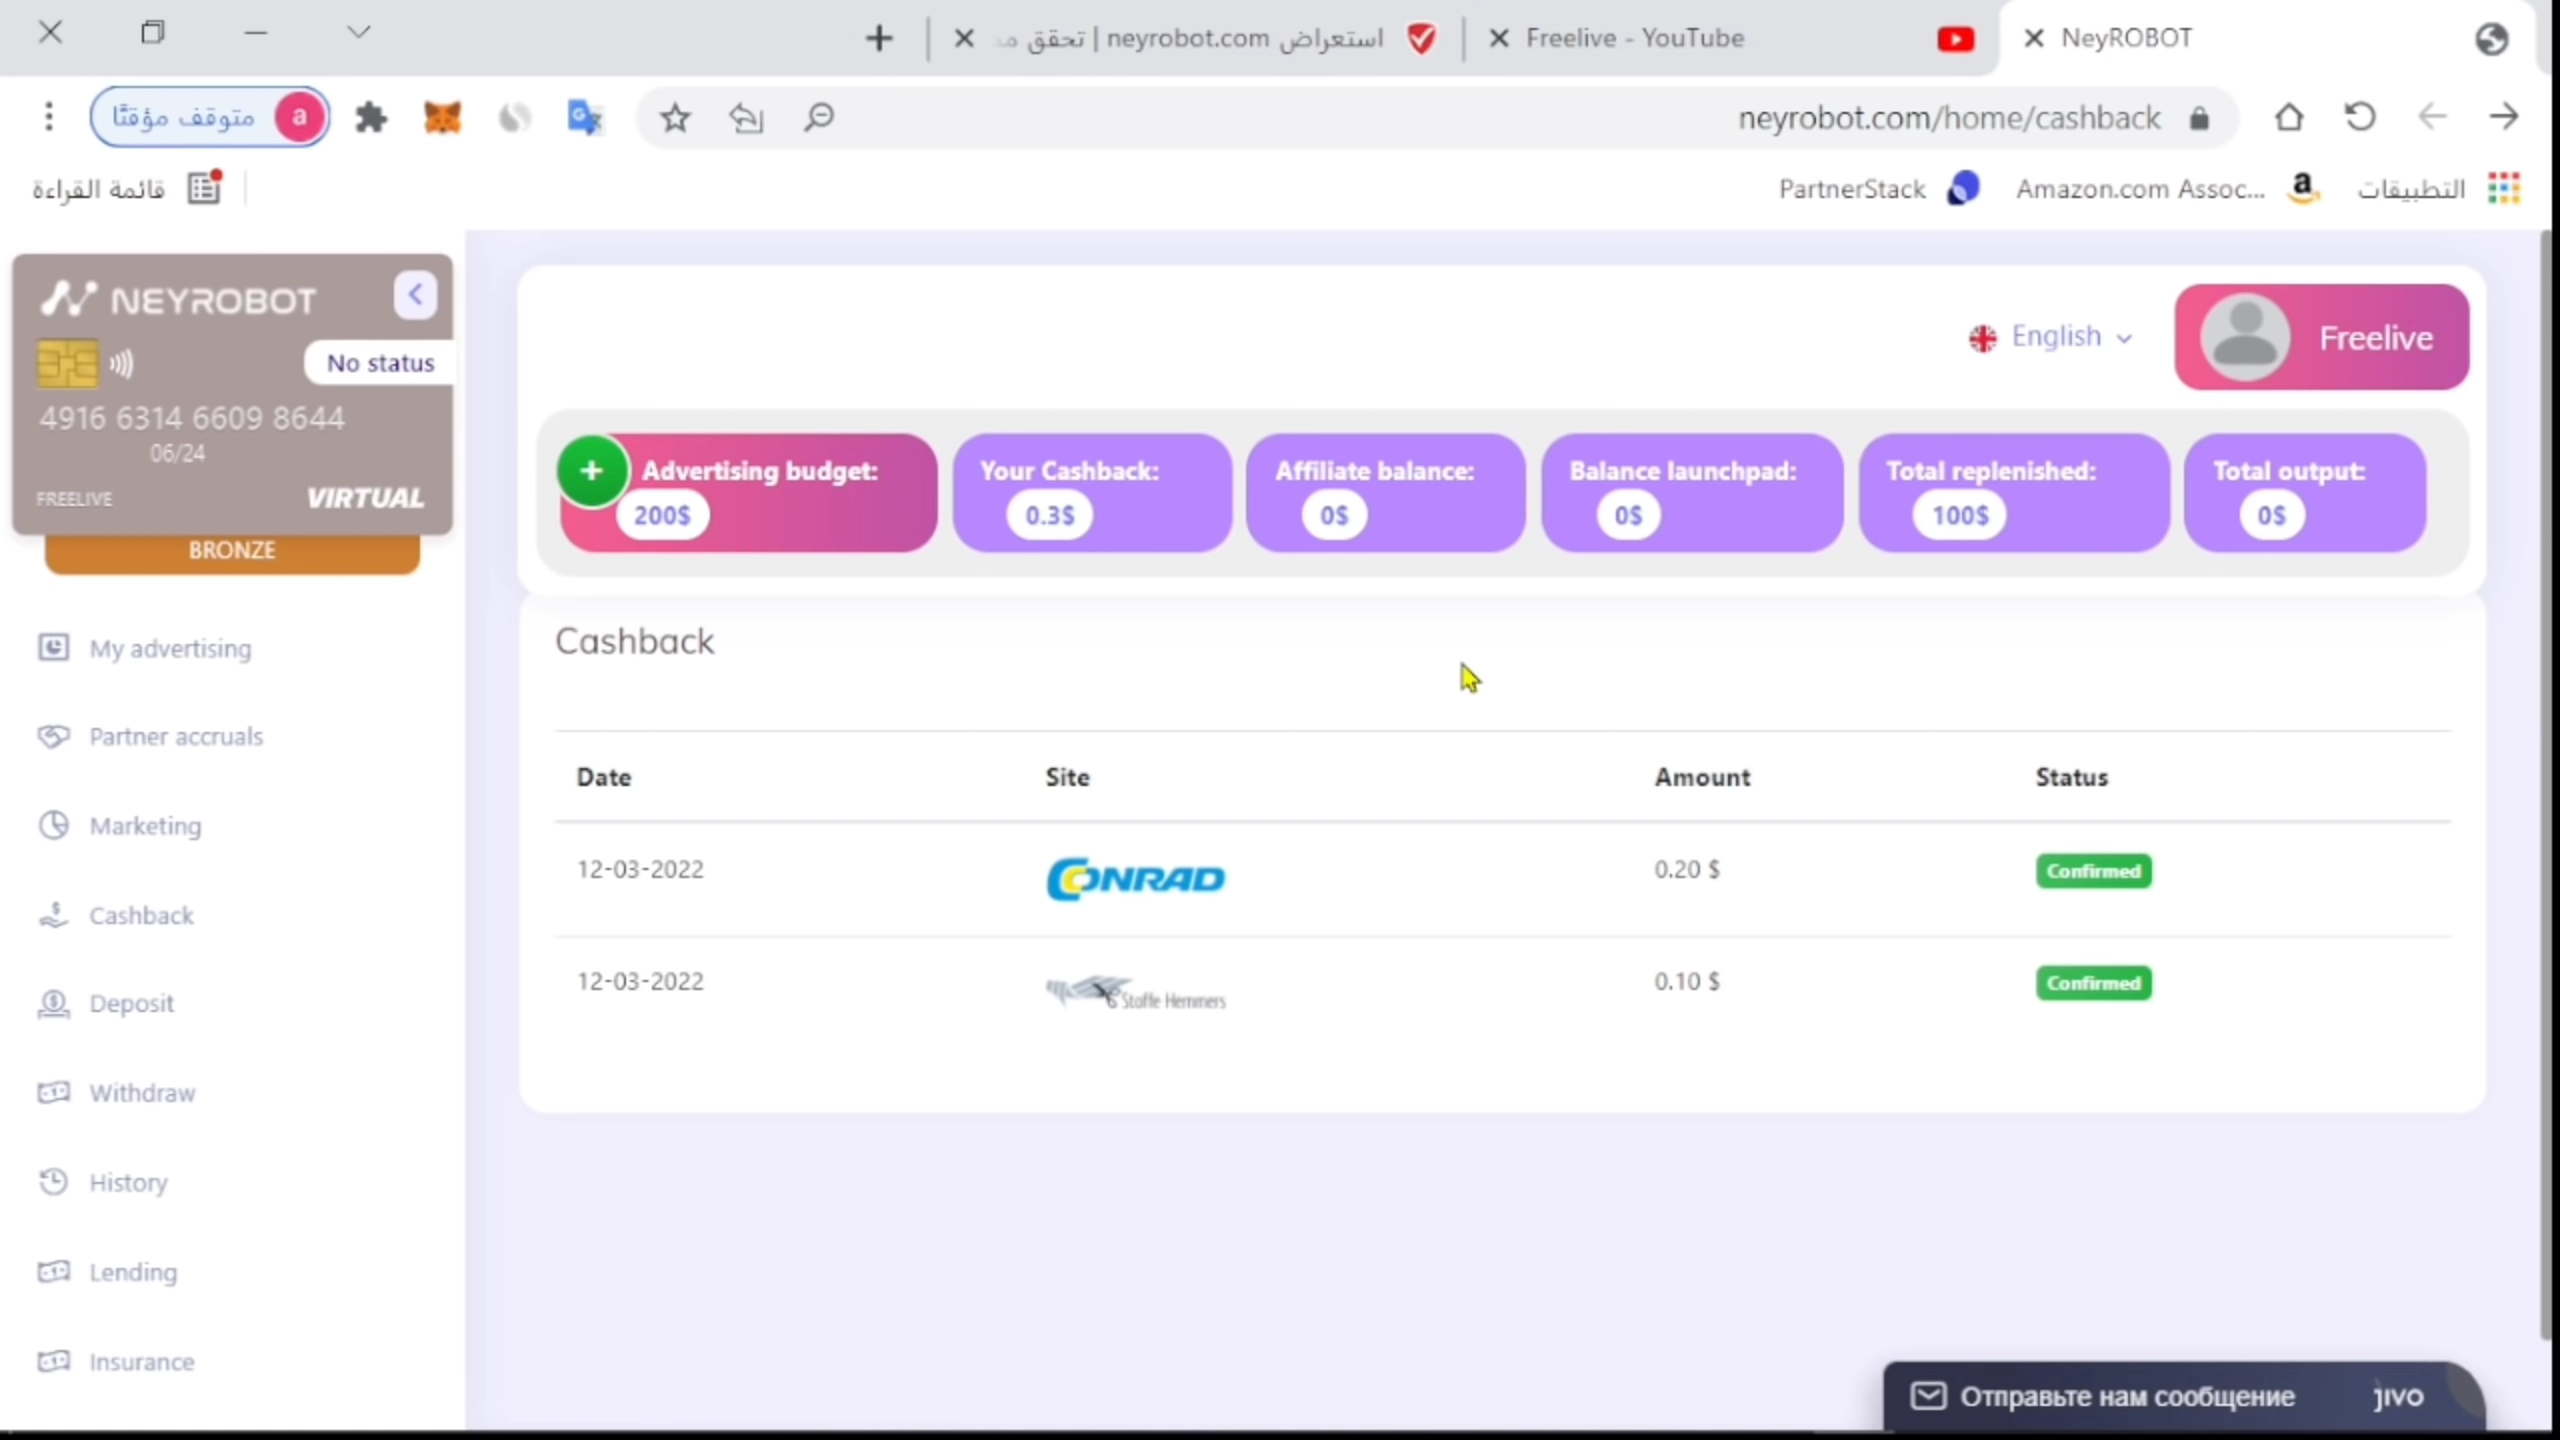 NeyROBOT
Freelive - YouTube
استعراض neyrobot.com | تحقق
neyrobot.com/home/cashback
a متوقف مؤقتًا
التطبيقات
Amazon.com Assoc...
PartnerStack
قائمة القراءة
NEYROBOT
No status
4916 6314 6609 8644
06/24
FREELIVE VIRTUAL
BRONZE
My advertising
Partner accruals
Marketing
Cashback
Deposit
Withdraw
History
Lending
Insurance
English
Freelive
+ Advertising budget:
200$
Your Cashback:
0.3$
Affiliate balance:
0$
Balance launchpad:
0$
Total replenished:
100$
Total output:
0$
Cashback
Date Site Amount Status
12-03-2022 CONRAD 0.20 $ Confirmed
12-03-2022 Stoffe Hemmers 0.10 $ Confirmed
Отправьте нам сообщение jivo